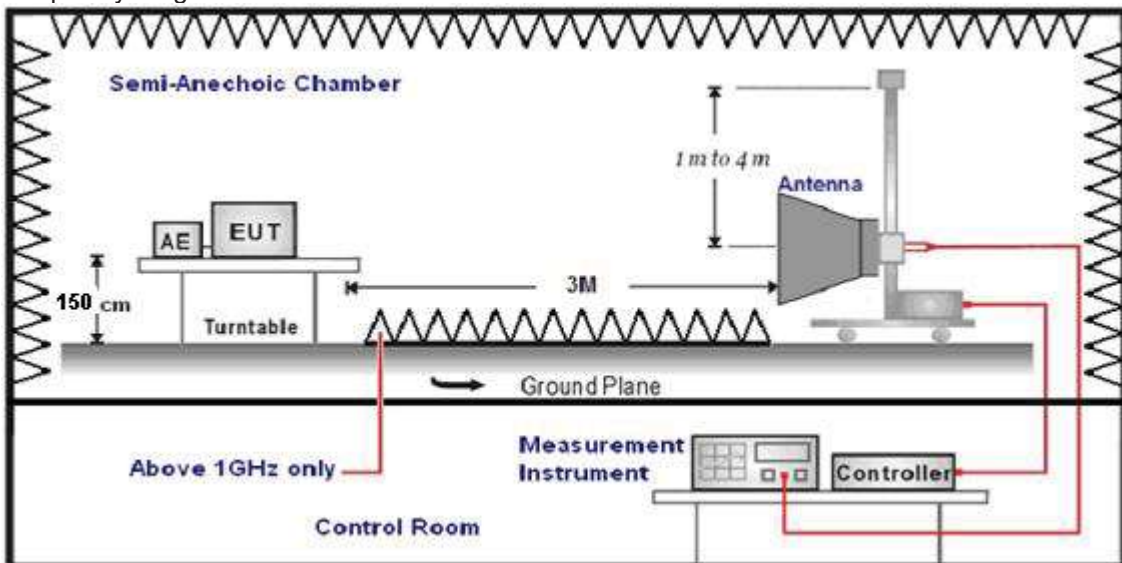 Semi-Anechoic Chamber
1 m to 4 m
Antenna
AE
EUT
150 cm
3M
Turntable
Ground Plane
Above 1GHz only
Measurement
Instrument
Controller
Control Room